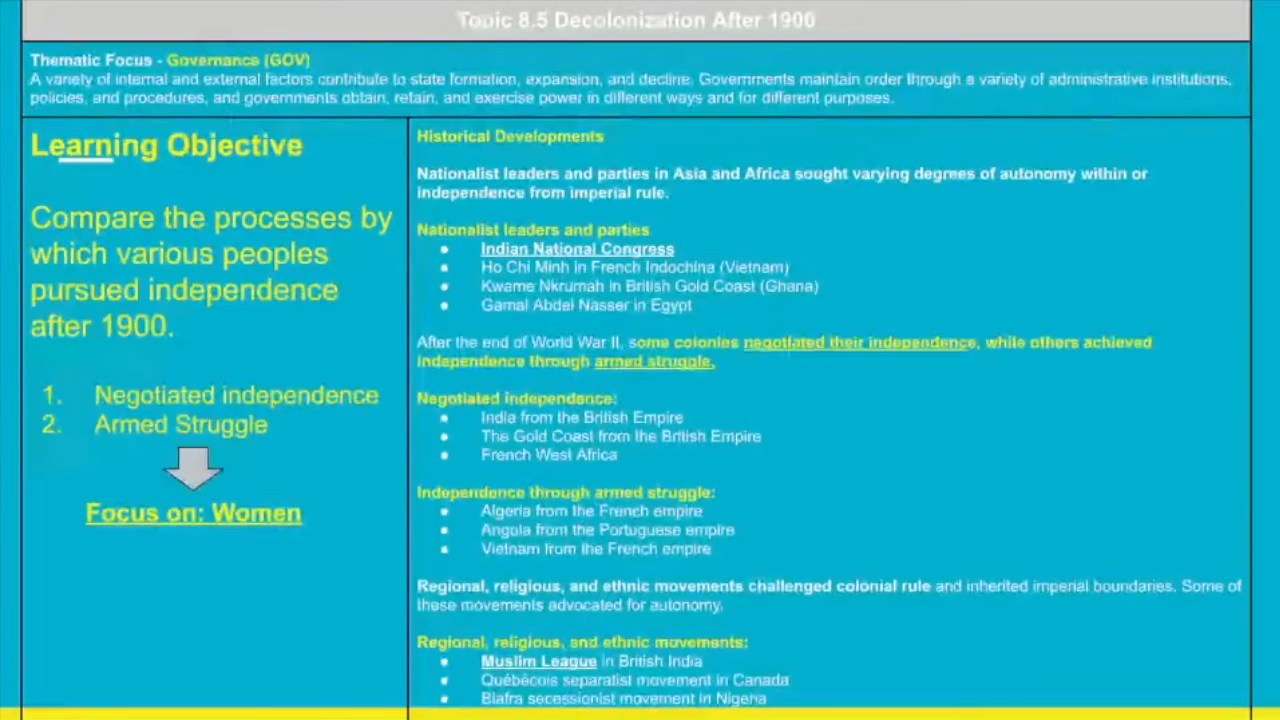 Topic 8.5 Decolonization After 1900
Thematic Focus - Governance (GOV)
A variety of internal and external factors contribute to state formation, expansion, and decline. Governments maintain order through a variety of administrative institutions,
policies, and procedures, and governments obtain, retain, and exercise power in different ways and for different purposes.
Learning Objective
Compare the processes by
which various peoples
pursued independence
after 1900.
1. Negotiated independence
2. Armed Struggle
Focus on: Women
Historical Developments
Nationalist leaders and parties in Asia and Africa sought varying degrees of autonomy within or
independence from imperial rule.
Nationalist leaders and parties
● Indian National Congress
● Ho Chi Minh in French Indochina (Vietnam)
● Kwame Nkrumah in British Gold Coast (Ghana)
● Gamal Abdel Nasser in Egypt
After the end of World War II, some colonies negotiated their independence, while others achieved
independence through armed struggle.
Negotiated independence:
● India from the British Empire
● The Gold Coast from the British Empire
● French West Africa
Independence through armed struggle:
● Algeria from the French empire
● Angola from the Portuguese empire
● Vietnam from the French empire
Regional, religious, and ethnic movements challenged colonial rule and inherited imperial boundaries. Some of
these movements advocated for autonomy.
Regional, religious, and ethnic movements:
● Muslim League in British India
● Québécois separatist movement in Canada
● Biafra secessionist movement in Nigeria